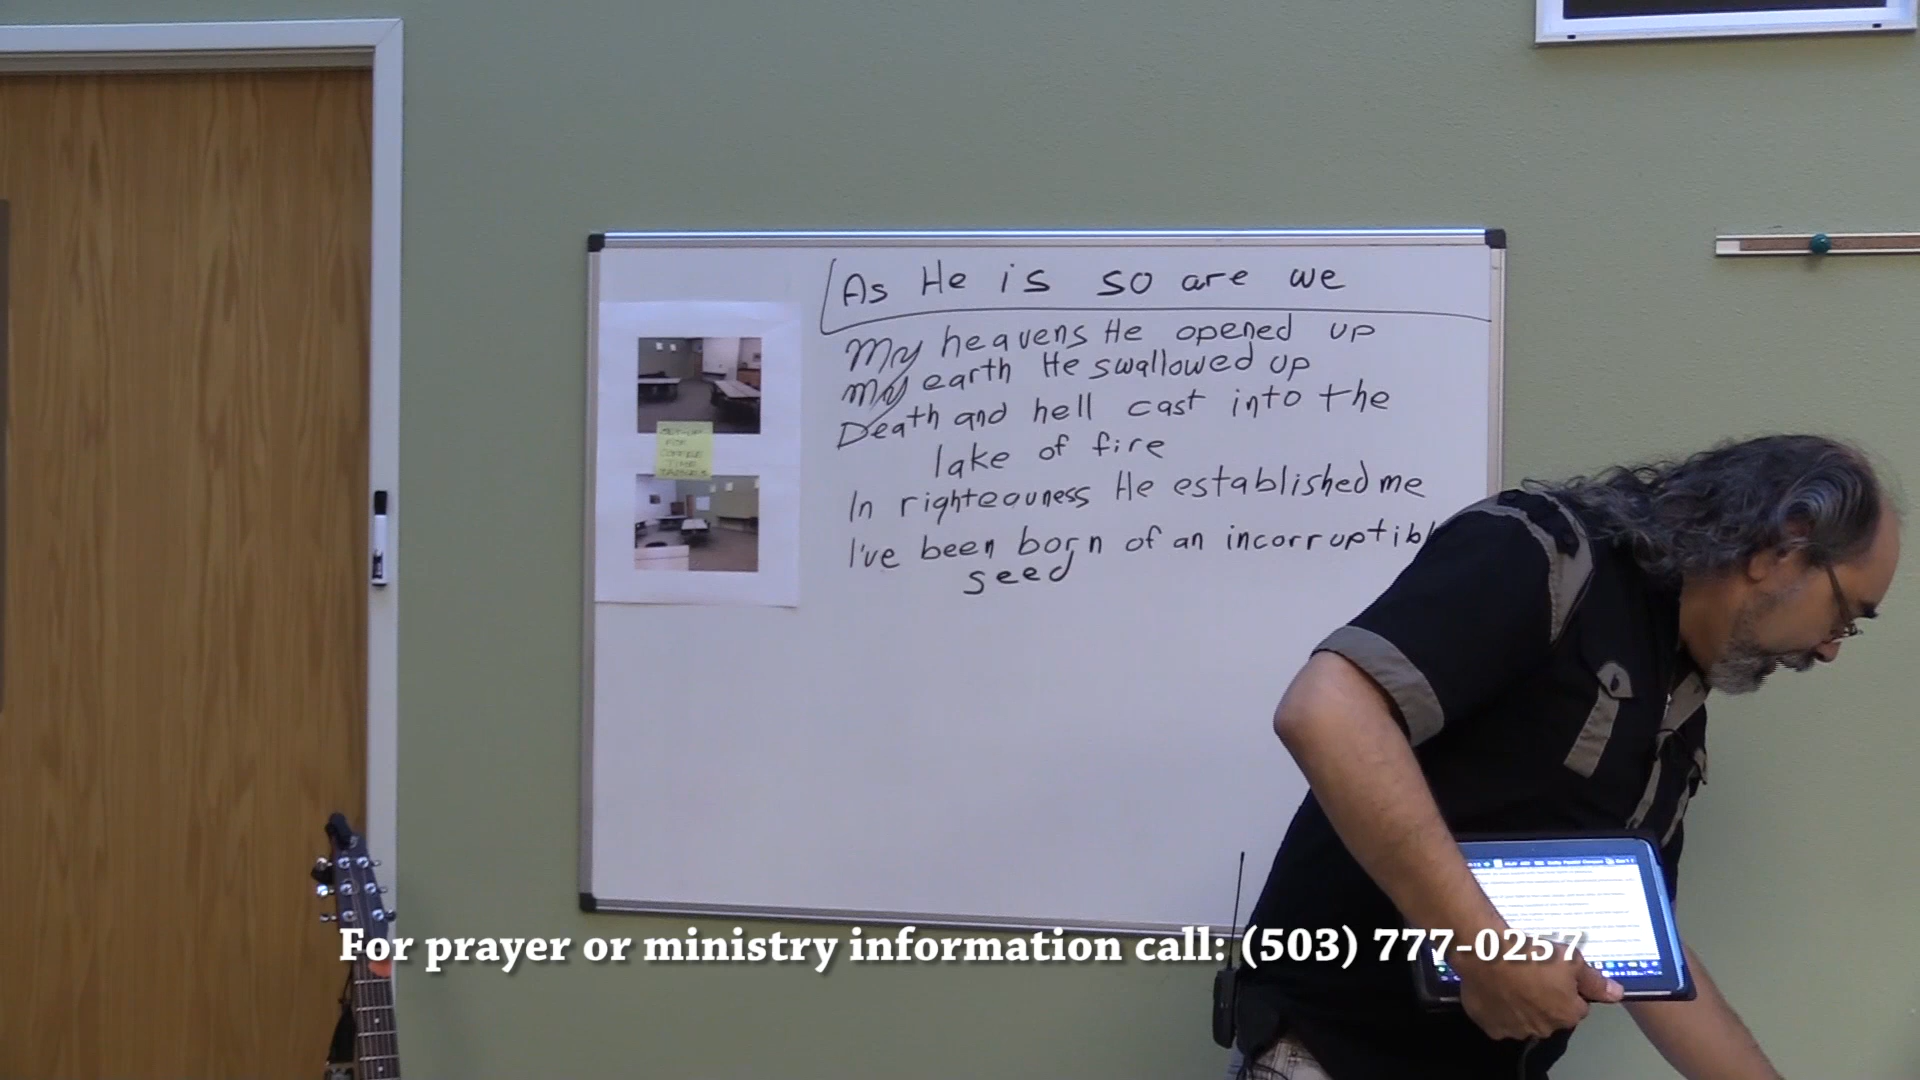 As He is so are we
My heavens He opened up
My earth He swallowed up
Death and hell cast into the
lake of fire
In righteouness He established me
I've been born of an incorruptibl
seed
For prayer or ministry information call: (503) 777-0257